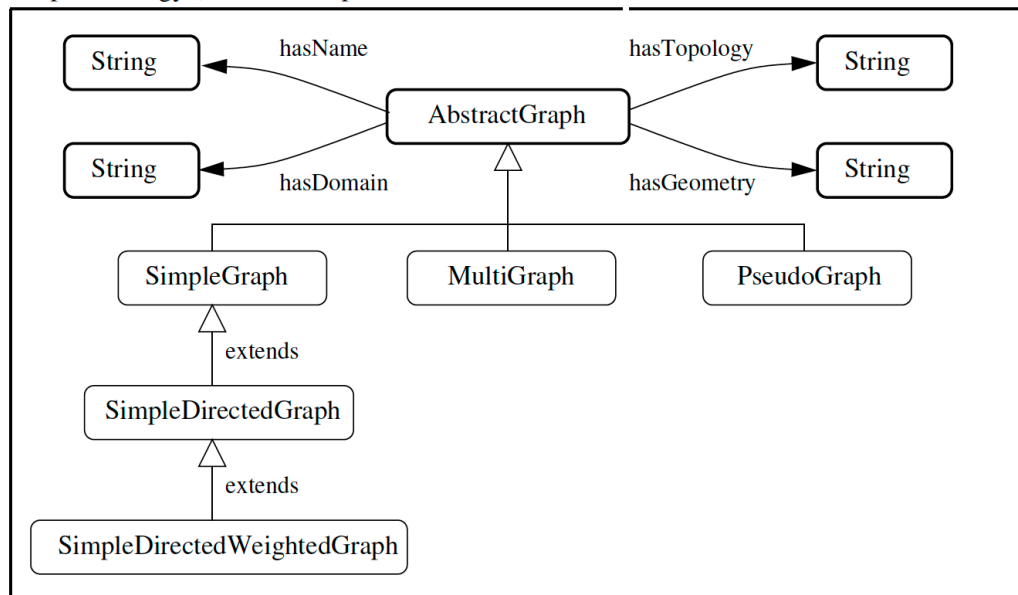 String
hasName
hasTopology
String
AbstractGraph
String
hasDomain
hasGeometry
String
SimpleGraph
MultiGraph
PseudoGraph
extends
SimpleDirectedGraph
extends
SimpleDirectedWeightedGraph